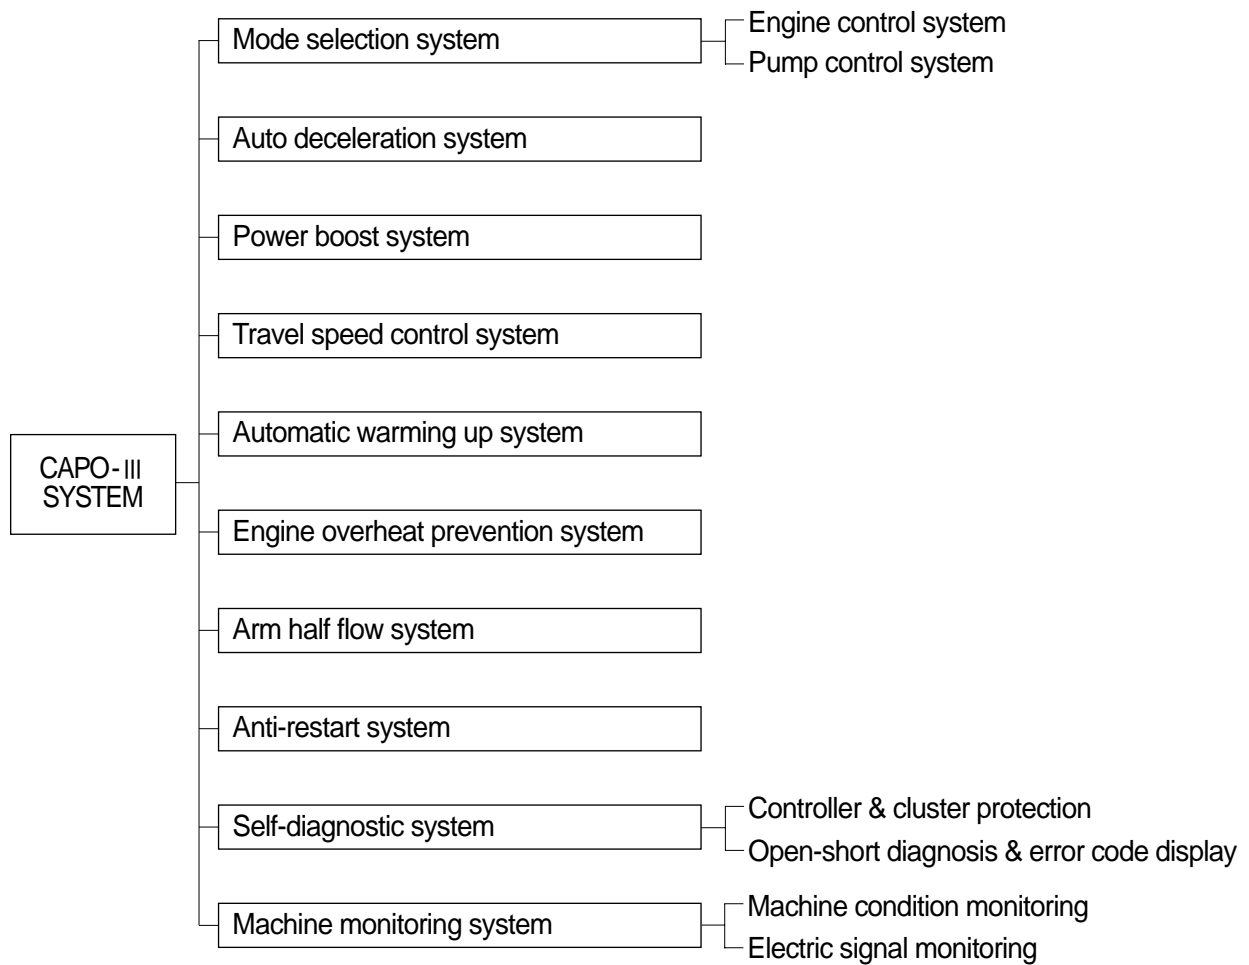 Mode selection system
Engine control system
Pump control system
Auto deceleration system
Power boost system
Travel speed control system
Automatic warming up system
CAPO-III
SYSTEM
Engine overheat prevention system
Arm half flow system
Anti-restart system
Self-diagnostic system
Controller & cluster protection
Open-short diagnosis & error code display
Machine monitoring system
Machine condition monitoring
Electric signal monitoring